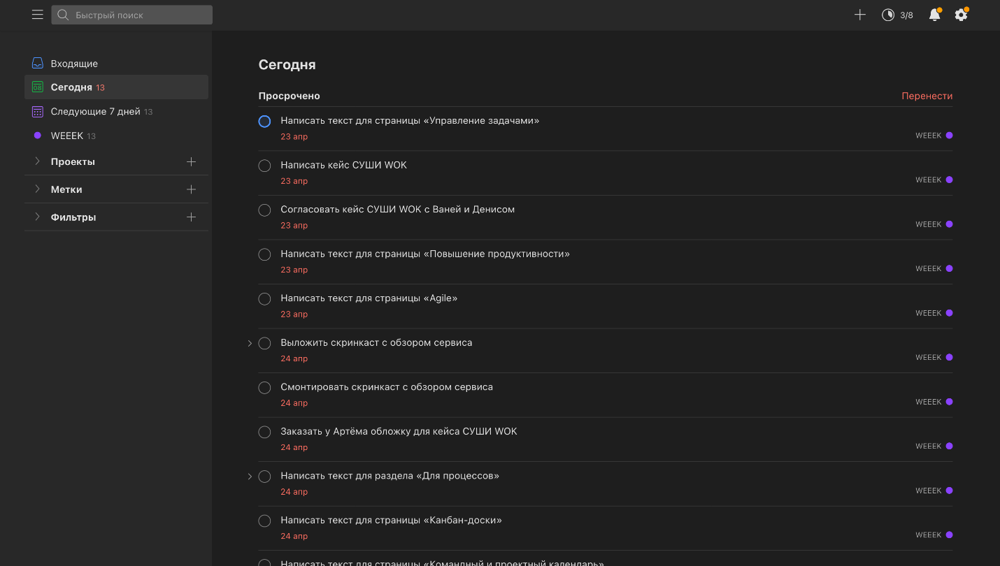 Быстрый поиск
3/8
Входящие
08
Сегодня 13
Следующие 7 дней 13
WEEEK 13
Проекты
Метки
Фильтры
Сегодня
Просрочено
Перенести
Написать текст для страницы «Управление задачами»
23 апр
WEEEK
Написать кейс СУШИ WOK
23 апр
WEEEK
Согласовать кейс СУШИ WOK с Ваней и Денисом
23 апр
WEEEK
Написать текст для страницы «Повышение продуктивности»
23 апр
WEEEK
Написать текст для страницы «Agile»
23 апр
WEEEK
Выложить скринкаст с обзором сервиса
24 апр
WEEEK
Смонтировать скринкаст с обзором сервиса
24 апр
WEEEK
Заказать у Артёма обложку для кейса СУШИ WOK
24 апр
WEEEK
Написать текст для раздела «Для процессов»
24 апр
WEEEK
Написать текст для страницы «Канбан-доски»
24 апр
WEEEK
Написать текст для страницы «Командный и проектный календарь»